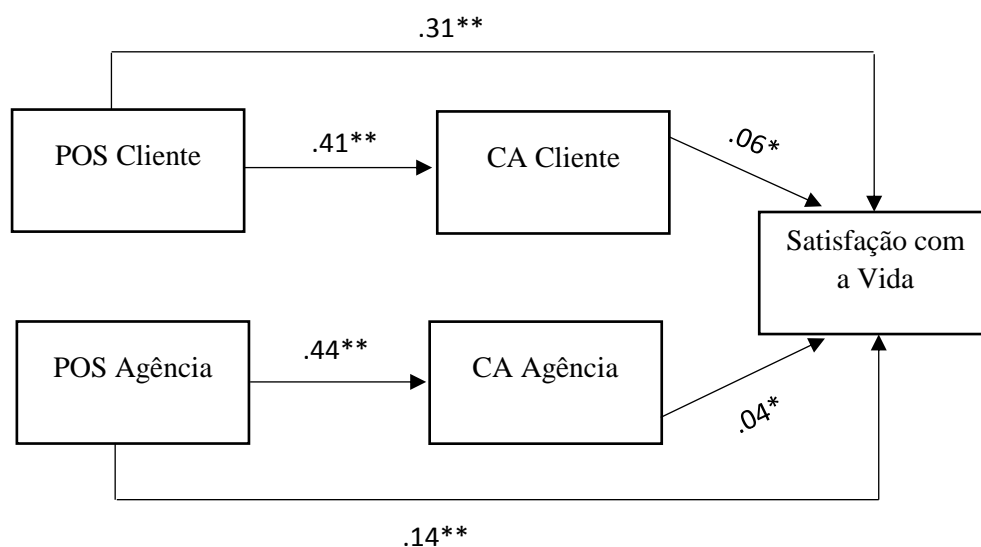 .31**
POS Cliente
.41**
CA Cliente
.06*
Satisfação com
a Vida
POS Agência
.44**
CA Agência
.04*
.14**